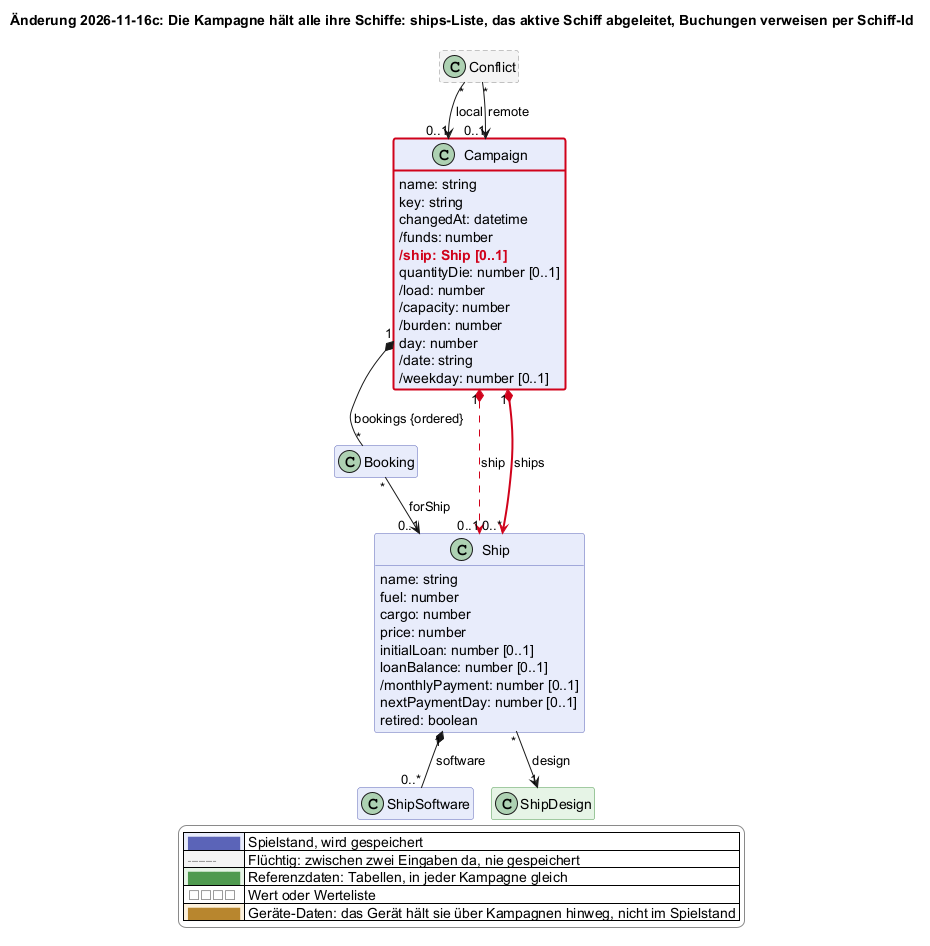 Änderung 2026-11-16c: Die Kampagne hält alle ihre Schiffe: ships-Liste, das aktive Schiff abgeleitet, Buchungen verweisen per Schiff-Id
C Conflict
* *
local remote
0..1 0..1
C Campaign
name: string
key: string
changedAt: datetime
/funds: number
/ship: Ship [0..1]
quantityDie: number [0..1]
/load: number
/capacity: number
/burden: number
day: number
/date: string
/weekday: number [0..1]
1
1 1
bookings {ordered}
*
C Booking
ship ships
*
forShip
0..1 0..1 0..*
C Ship
name: string
fuel: number
cargo: number
price: number
initialLoan: number [0..1]
loanBalance: number [0..1]
/monthlyPayment: number [0..1]
nextPaymentDay: number [0..1]
retired: boolean
1 *
software design
0..* 1
C ShipSoftware
C ShipDesign
Spielstand, wird gespeichert
Flüchtig: zwischen zwei Eingaben da, nie gespeichert
Referenzdaten: Tabellen, in jeder Kampagne gleich
Wert oder Werteliste
Geräte-Daten: das Gerät hält sie über Kampagnen hinweg, nicht im Spielstand